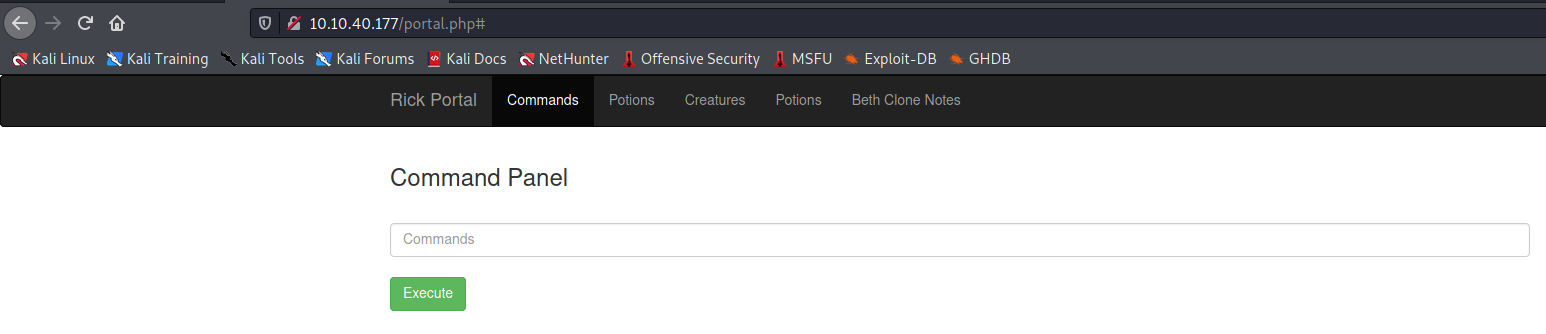 10.10.40.177/portal.php#
Kali Linux Kali Training Kali Tools Kali Forums Kali Docs NetHunter Offensive Security MSFU Exploit-DB GHDB
Rick Portal Commands Potions Creatures Potions Beth Clone Notes
Command Panel
Commands
Execute